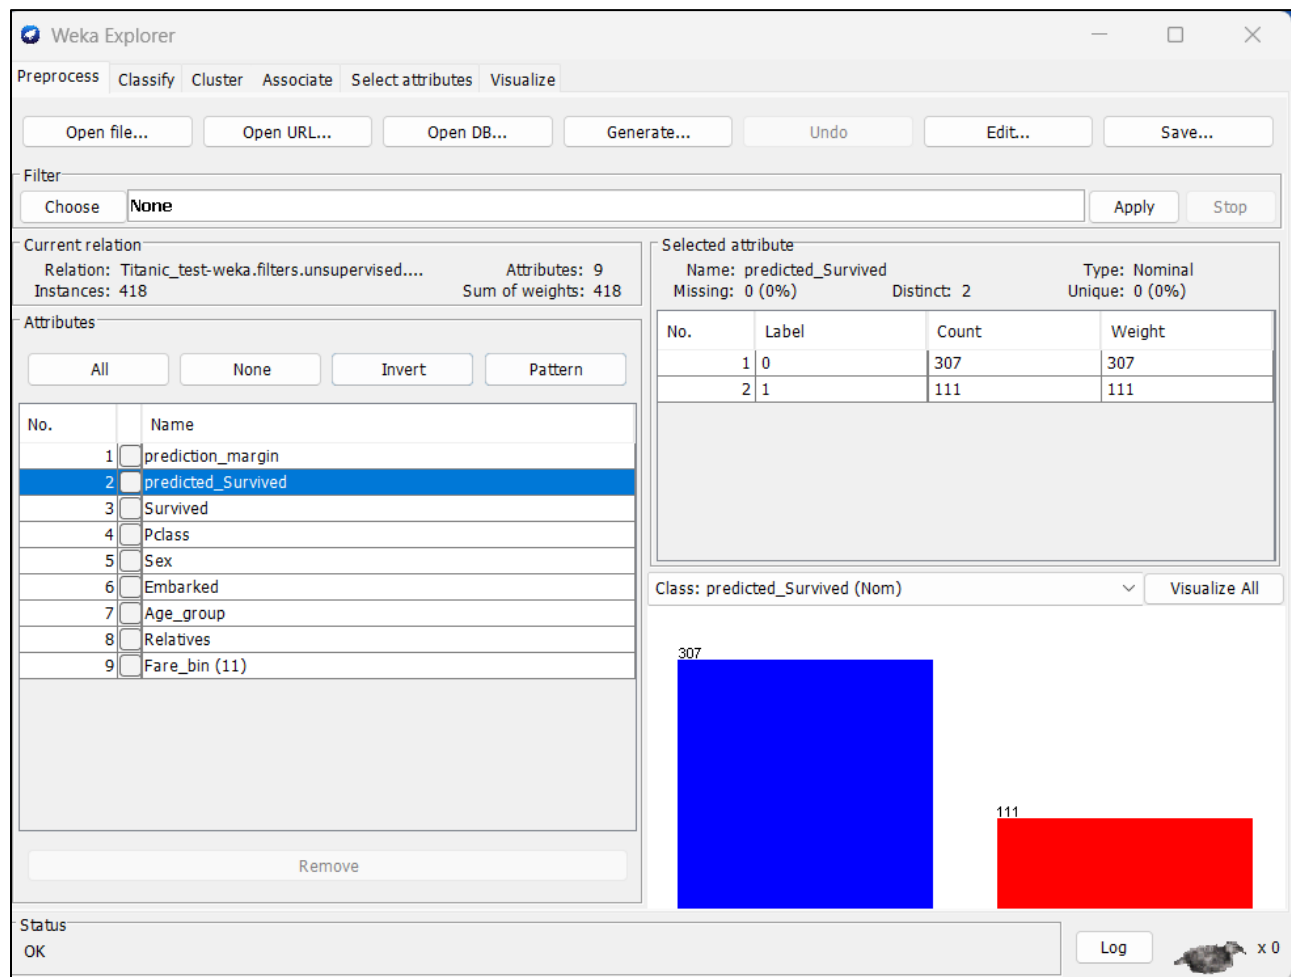 Weka Explorer
Preprocess Classify Cluster Associate Select attributes Visualize
Open file... Open URL... Open DB... Generate... Undo Edit... Save...
Filter
Choose None Apply Stop
Current relation
Relation: Titanic_test-weka.filters.unsupervised.... Attributes: 9
Instances: 418 Sum of weights: 418
Selected attribute
Name: predicted_Survived Type: Nominal
Missing: 0 (0%) Distinct: 2 Unique: 0 (0%)
Attributes
All None Invert Pattern
No. Name
1 prediction_margin
2 predicted_Survived
3 Survived
4 Pclass
5 Sex
6 Embarked
7 Age_group
8 Relatives
9 Fare_bin (11)
Remove
No. Label Count Weight
1 0 307 307
2 1 111 111
Class: predicted_Survived (Nom) Visualize All
307
111
Status
OK
Log x 0